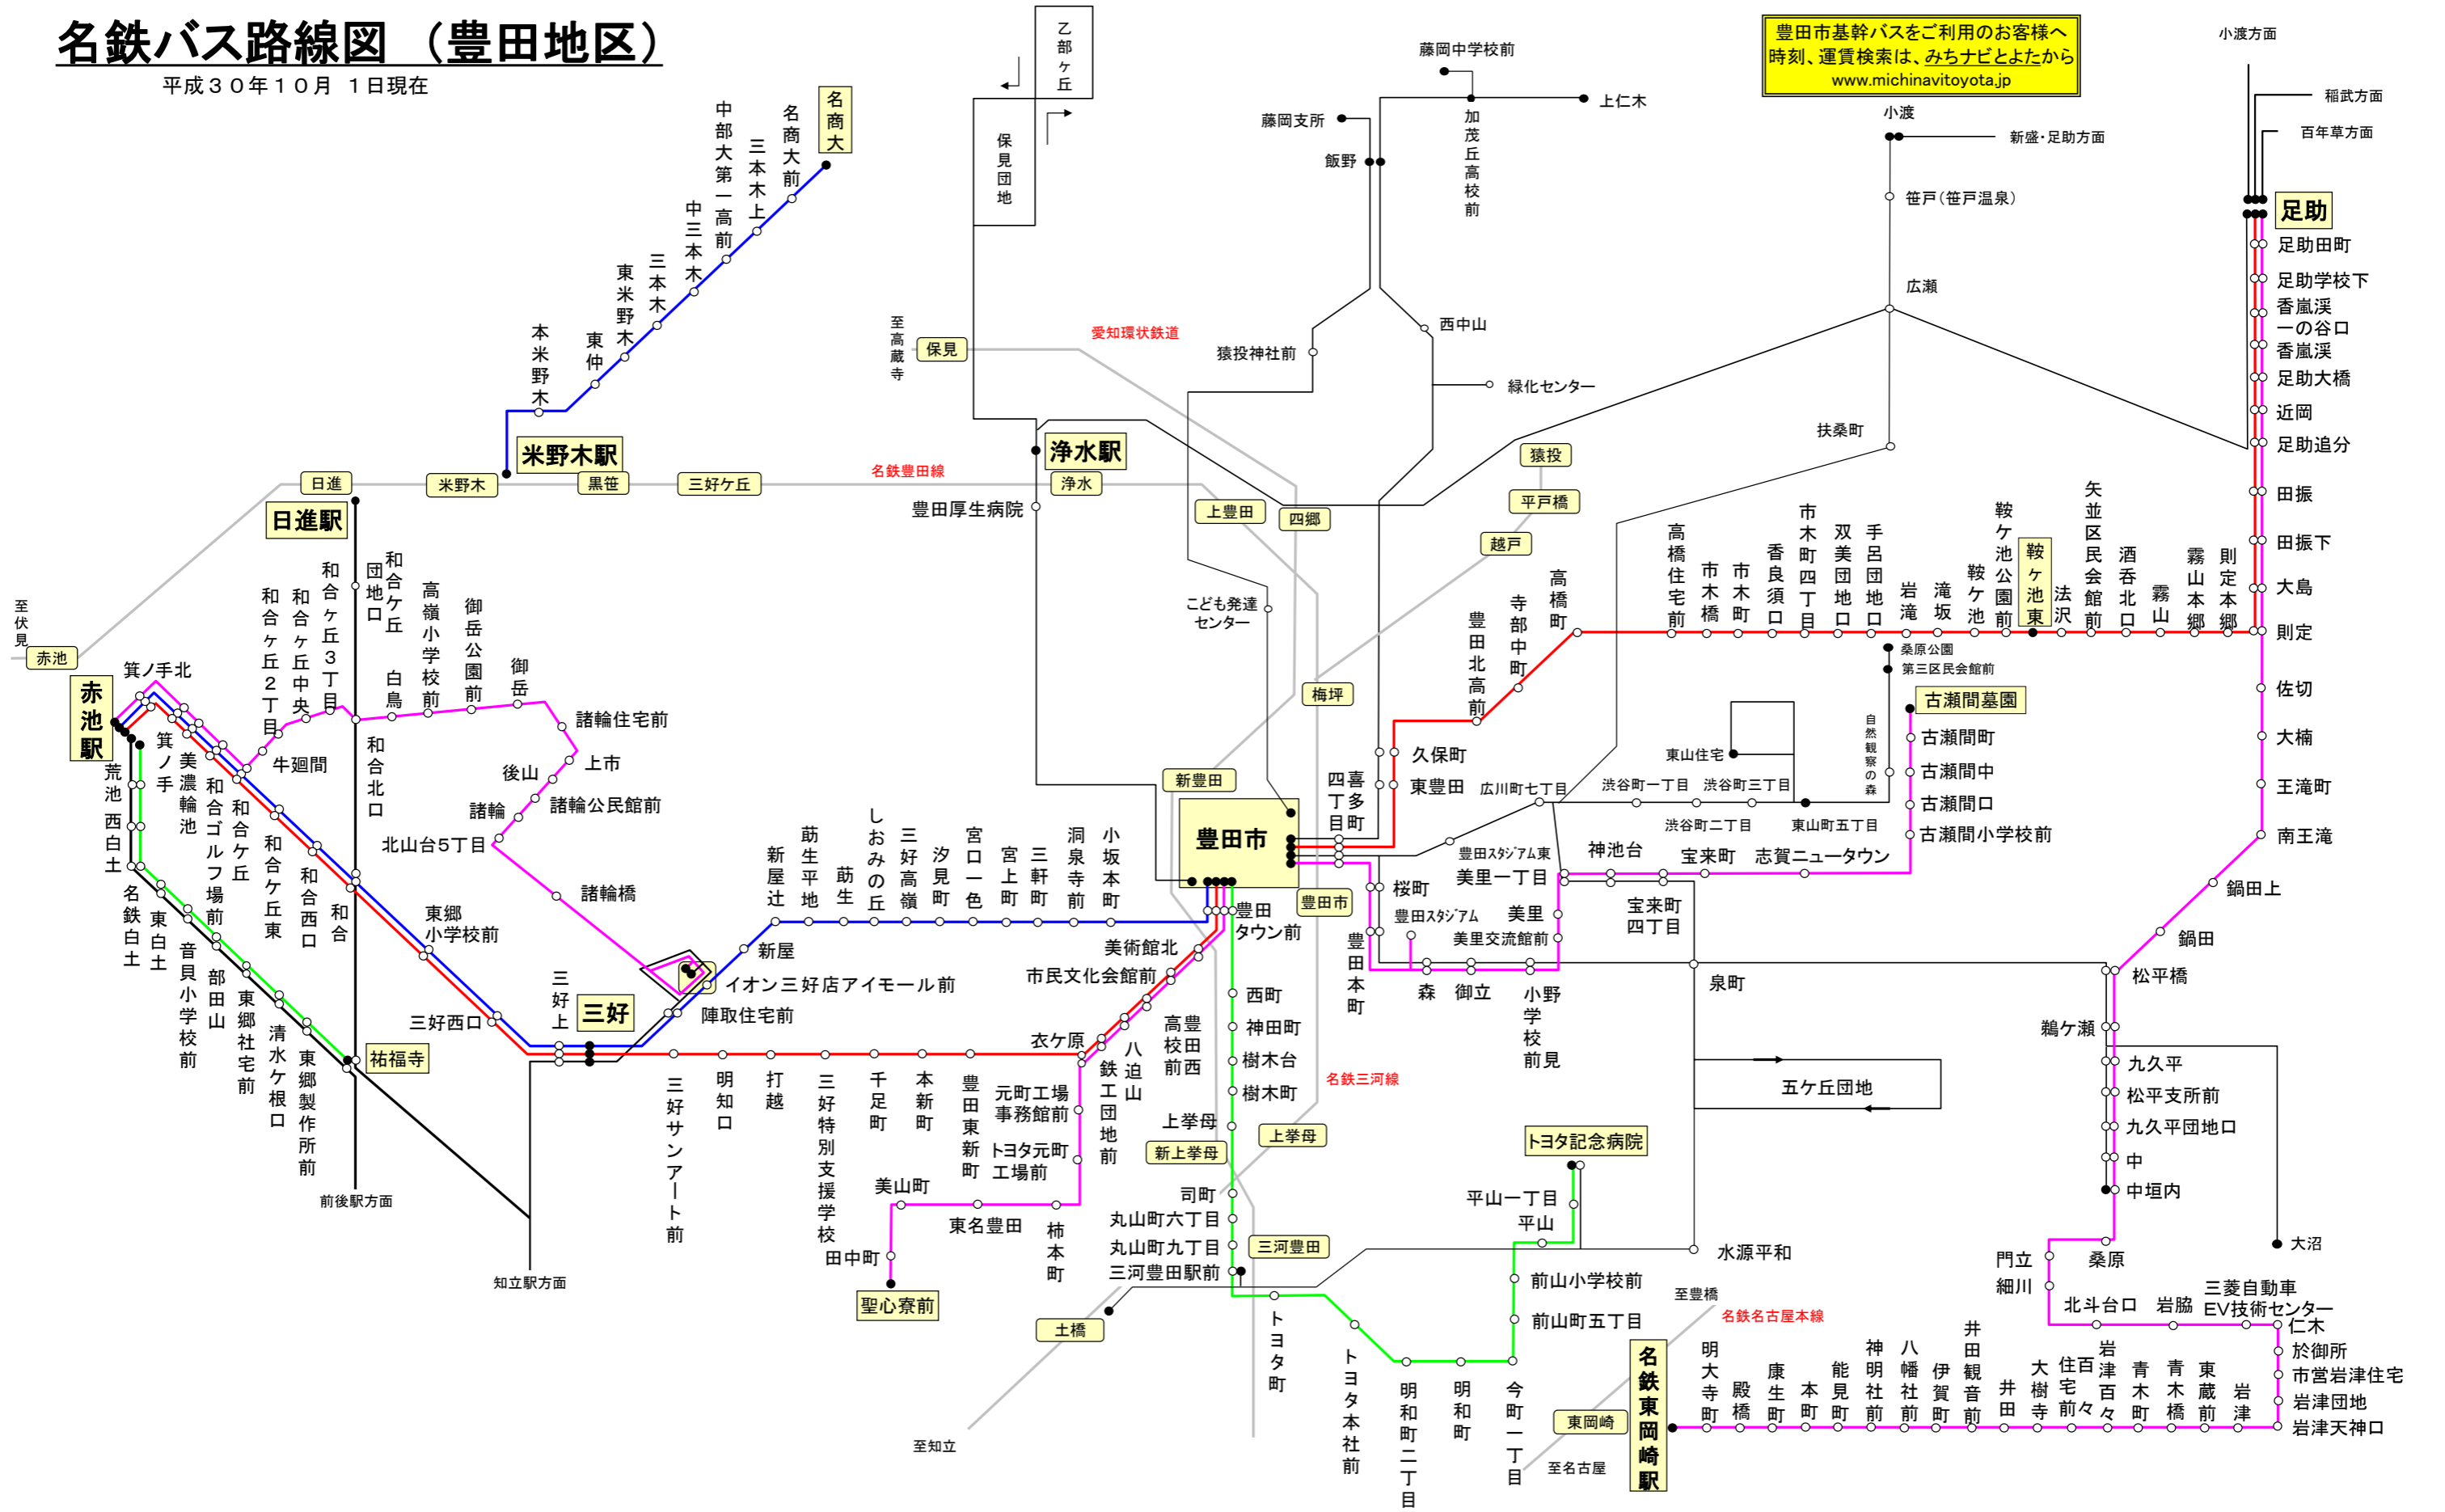 名鉄バス路線図 （豊田地区）
平成３０年１０月 １日現在
豊田市基幹バスをご利用のお客様へ
時刻、運賃検索は、みちナビとよたから
www.michinavitoyota.jp
乙部ヶ丘
保見団地
藤岡中学校前
上仁木
加茂丘高校前
藤岡支所
飯野
小渡
新盛・足助方面
笹戸（笹戸温泉）
広瀬
扶桑町
小渡方面
稲武方面
百年草方面
足助
足助田町
足助学校下
香嵐渓
一の谷口
香嵐渓
足助大橋
近岡
足助追分
田振
田振下
大島
則定
佐切
大楠
王滝町
南王滝
鍋田上
鍋田
松平橋
鵜ケ瀬
九久平
松平支所前
九久平団地口
中
中垣内
大沼
桑原
門立
細川
北斗台口
岩脇
三菱自動車
EV技術センター
仁木
於御所
市営岩津住宅
岩津団地
岩津天神口
岩津
東蔵前
青木橋
青木町
岩津百々
百々
住宅前
大樹寺
井田
井田観音前
伊賀町
八幡社前
神明社前
能見町
本町
康生町
殿橋
明大寺町
名鉄東岡崎駅
東岡崎
至名古屋
至豊橋
名鉄名古屋本線
名商大
名商大前
三本木上
中部大第一高前
中三本木
三本木
東米野木
東仲
本米野木
米野木駅
至高蔵寺
保見
愛知環状鉄道
猿投神社前
西中山
緑化センター
浄水駅
豊田厚生病院
名鉄豊田線
日進
米野木
黒笹
三好ケ丘
浄水
上豊田
四郷
猿投
平戸橋
越戸
梅坪
新豊田
豊田市
こども発達
センター
至伏見
赤池
日進駅
和合ケ丘
団地口
和合ヶ丘３丁目
和合ヶ丘中央
和合ヶ丘２丁目
牛廻間
白鳥
高嶺小学校前
御岳公園前
御岳
諸輪住宅前
上市
後山
諸輪公民館前
諸輪
北山台５丁目
諸輪橋
和合北口
赤池駅
箕ノ手北
箕ノ手
美濃輪池
和合ゴルフ場前
和合ケ丘
和合ケ丘東
和合西口
和合
東郷
小学校前
三好西口
三好上
三好
荒池
西白土
名鉄白土
東白土
音貝小学校前
部田山
東郷社宅前
清水ケ根口
東郷製作所前
祐福寺
前後駅方面
知立駅方面
イオン三好店アイモール前
陣取住宅前
新屋
新屋辻
莇生平地
莇生
しおみの丘
三好高嶺
汐見町
宮口一色
宮上町
三軒町
洞泉寺前
小坂本町
豊田市
豊田
タウン前
美術館北
市民文化会館前
豊田西
高校前
八迫山
鉄工団地前
衣ケ原
三好サンアート前
明知口
打越
三好特別支援学校
千足町
本新町
豊田東新町
元町工場
事務館前
トヨタ元町
工場前
柿本町
東名豊田
美山町
田中町
聖心寮前
西町
神田町
樹木台
樹木町
上挙母
司町
丸山町六丁目
丸山町九丁目
三河豊田駅前
新上挙母
上挙母
名鉄三河線
三河豊田
土橋
至知立
トヨタ町
トヨタ本社前
明和町二丁目
明和町
今町一丁目
前山町五丁目
前山小学校前
平山
平山一丁目
トヨタ記念病院
水源平和
五ケ丘団地
泉町
宝来町
四丁目
喜多町
四丁目
久保町
東豊田
豊田北高前
寺部中町
高橋町
高橋住宅前
市木橋
市木町
香良須口
市木町四丁目
双美団地口
手呂団地口
岩滝
滝坂
鞍ケ池
鞍ケ池公園前
鞍ヶ池東
法沢
矢並区民会館前
酒呑北口
霧山
霧山本郷
則定本郷
桑原公園
第三区民会館前
自然観察の森
古瀬間墓園
古瀬間町
古瀬間中
古瀬間口
古瀬間小学校前
東山住宅
広川町七丁目
渋谷町一丁目
渋谷町二丁目
渋谷町三丁目
東山町五丁目
豊田スタジアム東
美里一丁目
神池台
宝来町
志賀ニュータウン
桜町
豊田スタジアム
美里
美里交流館前
豊田本町
森
御立
小野見
学校前